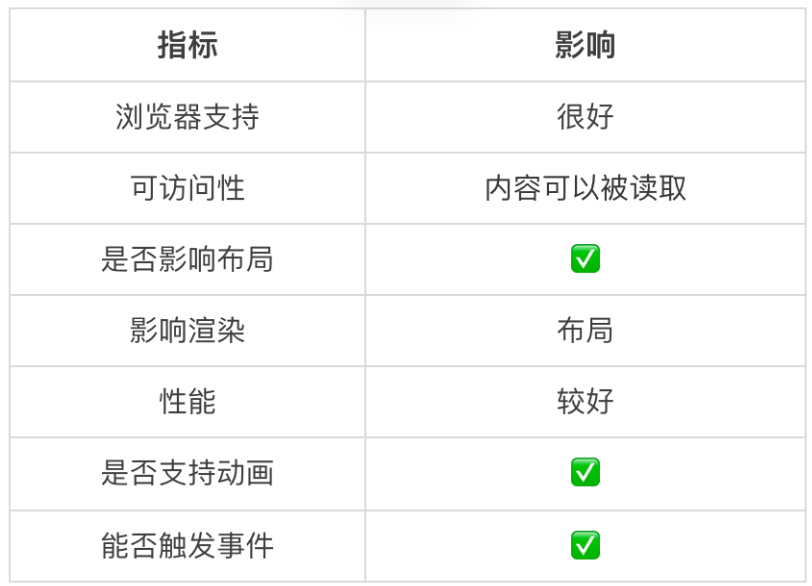 指标 影响
浏览器支持 很好
可访问性 内容可以被读取
是否影响布局 ✅
影响渲染 布局
性能 较好
是否支持动画 ✅
能否触发事件 ✅